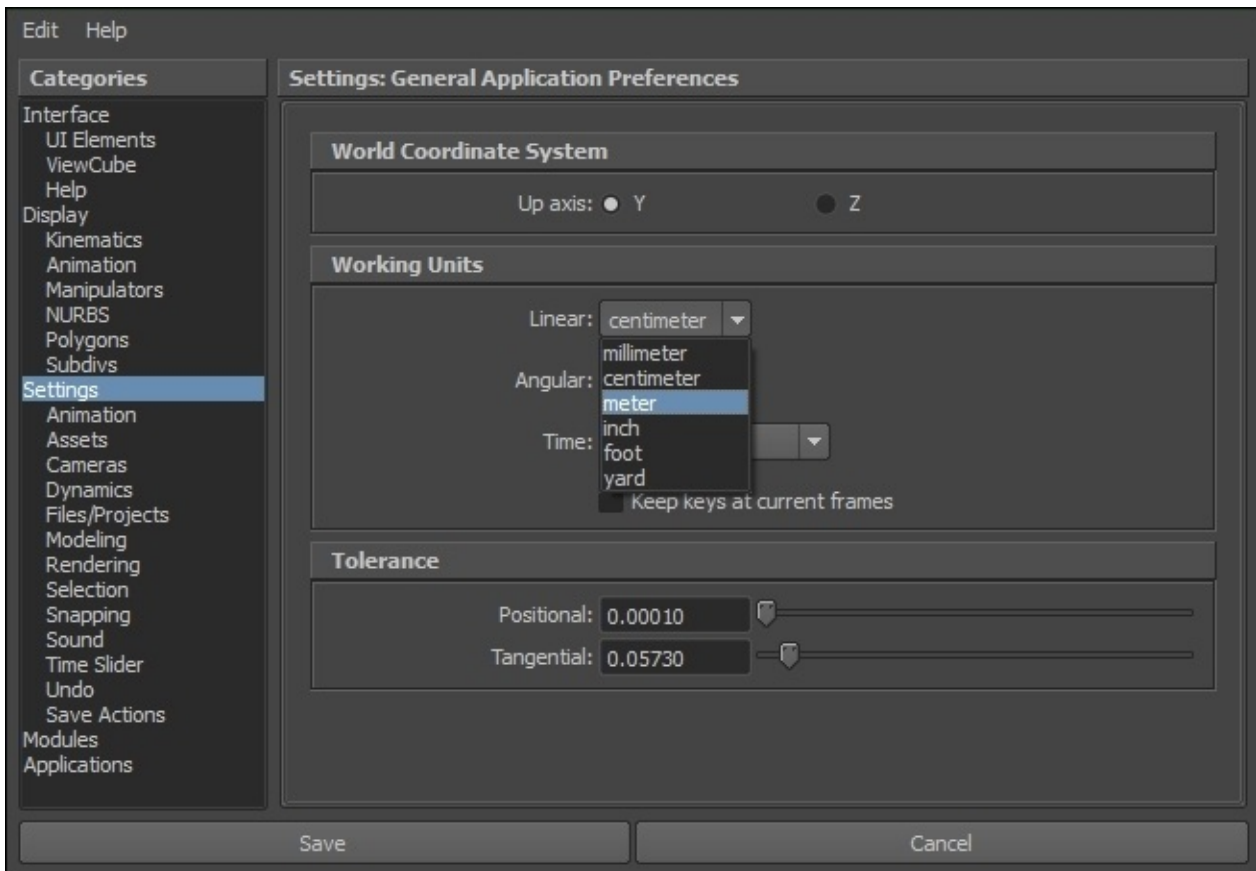 Edit Help
Categories
Interface
UI Elements
ViewCube
Help
Display
Kinematics
Animation
Manipulators
NURBS
Polygons
Subdivs
Settings
Animation
Assets
Cameras
Dynamics
Files/Projects
Modeling
Rendering
Selection
Snapping
Sound
Time Slider
Undo
Save Actions
Modules
Applications
Settings: General Application Preferences
World Coordinate System
Up axis: Y Z
Working Units
Linear: centimeter
millimeter
Angular: centimeter
meter
inch
Time: foot
yard
Keep keys at current frames
Tolerance
Positional: 0.00010
Tangential: 0.05730
Save Cancel